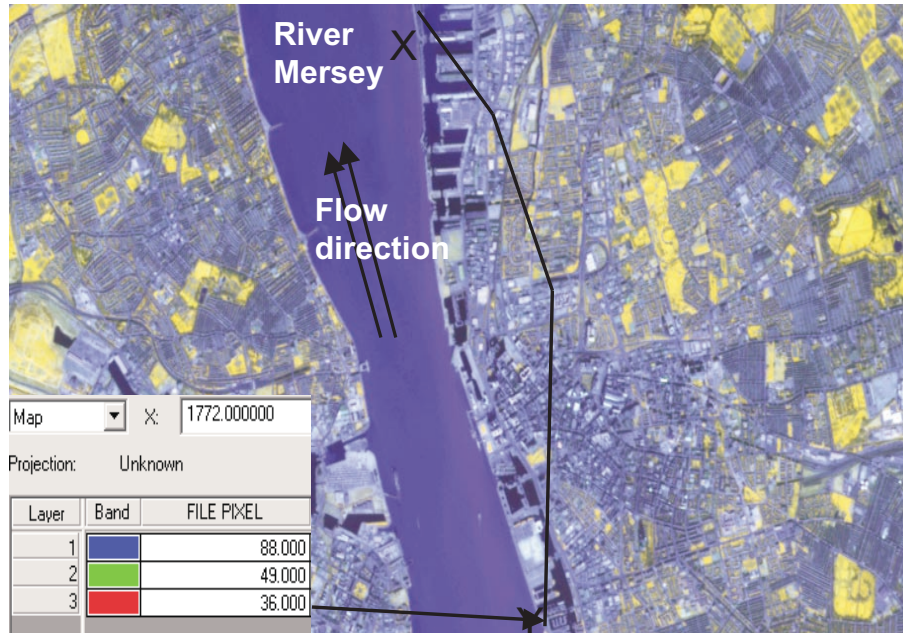 River
Mersey
X
Flow
direction
Map X: 1772.000000
Projection: Unknown
Layer Band FILE PIXEL
1 88.000
2 49.000
3 36.000